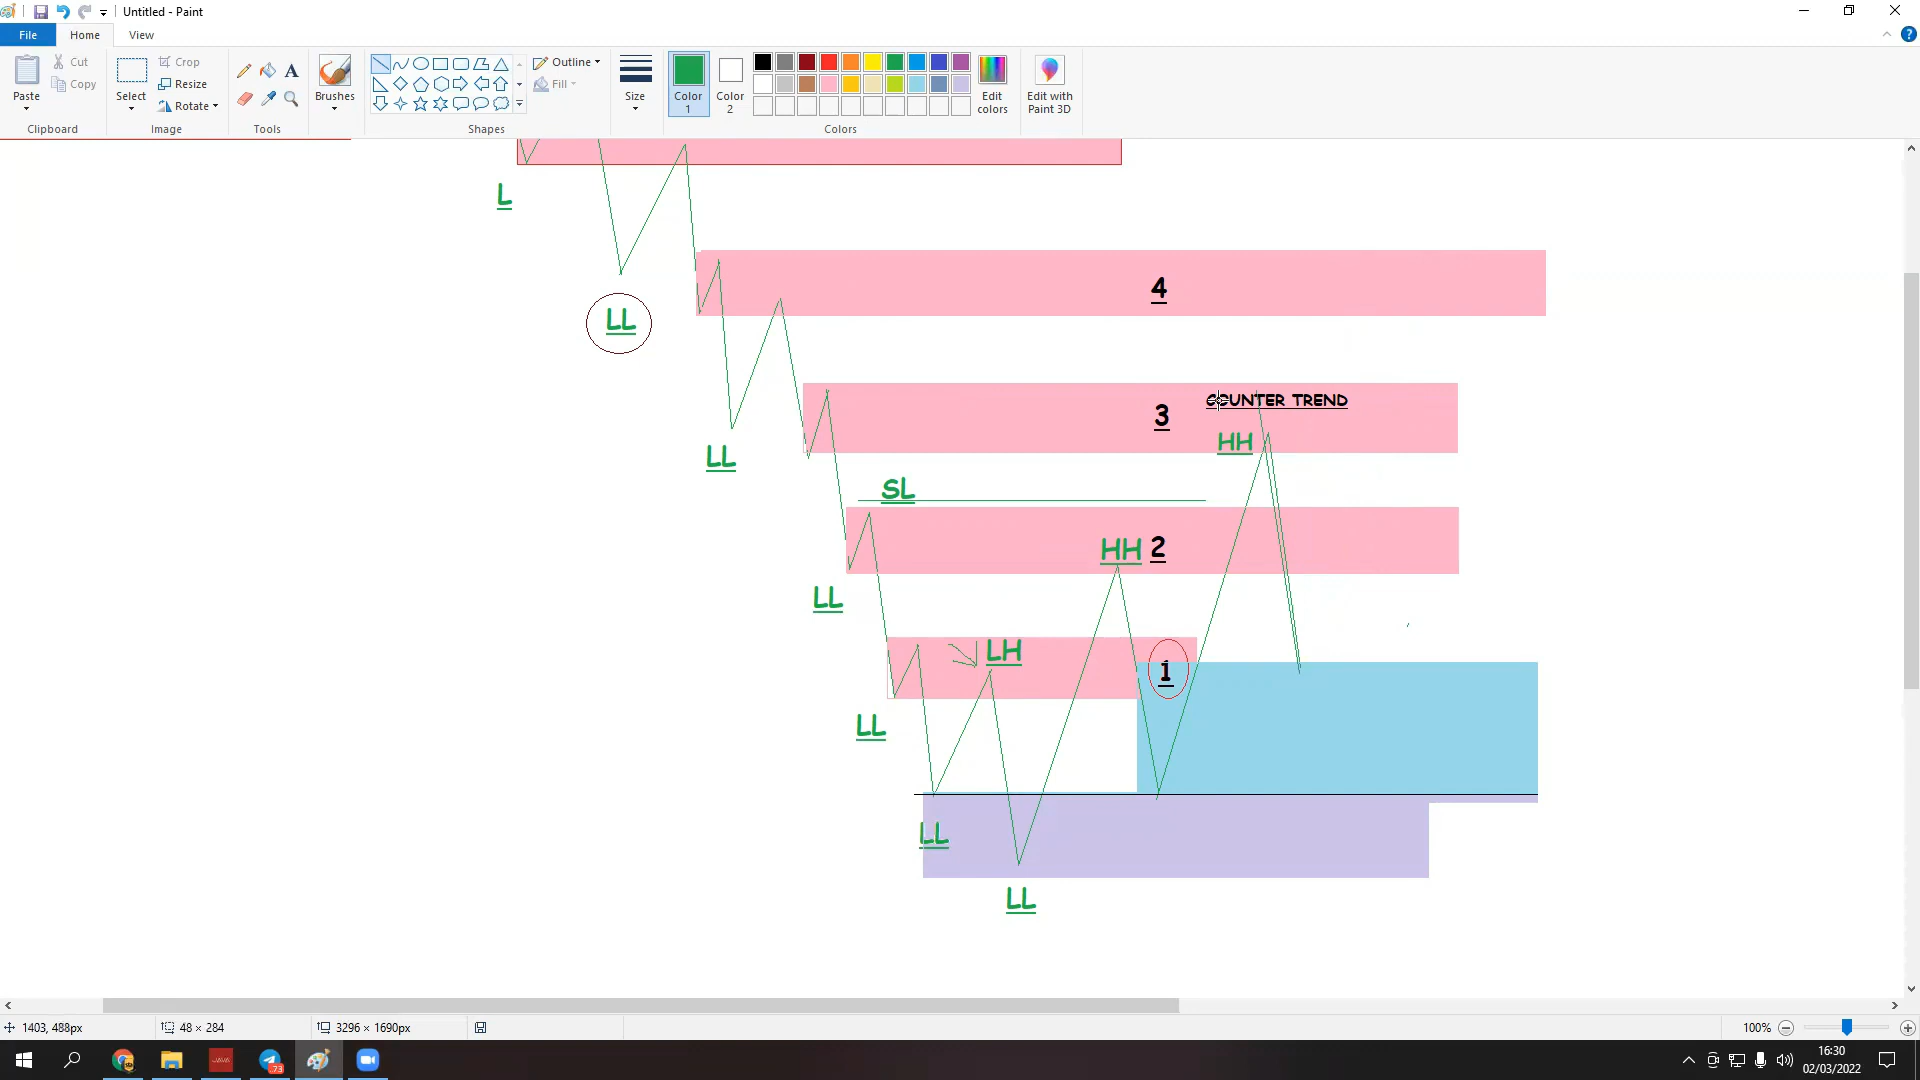 Untitled - Paint
File
Home
View
Paste
Cut
Copy
Clipboard
Select
Crop
Resize
Rotate
Image
Tools
Brushes
Shapes
Outline
Fill
Size
Color 1
Color 2
Edit colors
Colors
Edit with Paint 3D
L
4
LL
COUNTER TREND
3
HH
LL
SL
HH
2
LL
LH
1
LL
LL
LL
1403, 488px
48 × 284
3296 × 1690px
100%
73
16:30
02/03/2022